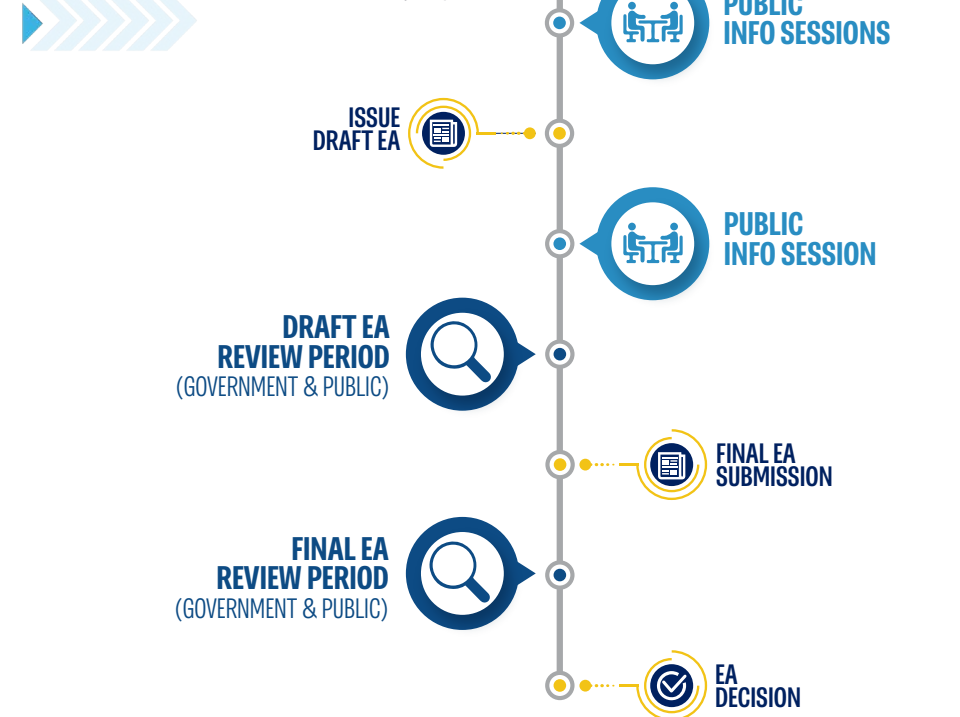 PUBLIC
INFO SESSIONS
ISSUE
DRAFT EA
PUBLIC
INFO SESSION
DRAFT EA
REVIEW PERIOD
(GOVERNMENT & PUBLIC)
FINAL EA
SUBMISSION
FINAL EA
REVIEW PERIOD
(GOVERNMENT & PUBLIC)
EA
DECISION